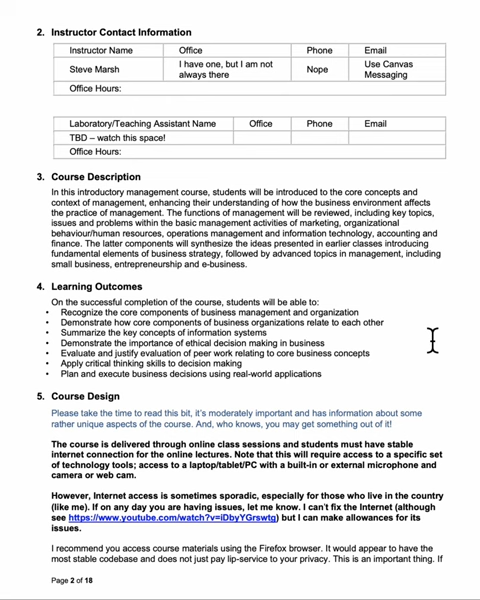 2. Instructor Contact Information
Instructor Name Office Phone Email
Steve Marsh I have one, but I am not always there Nope Use Canvas Messaging
Office Hours:
Laboratory/Teaching Assistant Name Office Phone Email
TBD – watch this space!
Office Hours:
3. Course Description
In this introductory management course, students will be introduced to the core concepts and
context of management, enhancing their understanding of how the business environment affects
the practice of management. The functions of management will be reviewed, including key topics,
issues and problems within the basic management activities of marketing, organizational
behaviour/human resources, operations management and information technology, accounting and
finance. The latter components will synthesize the ideas presented in earlier classes introducing
fundamental elements of business strategy, followed by advanced topics in management, including
small business, entrepreneurship and e-business.
4. Learning Outcomes
On the successful completion of the course, students will be able to:
• Recognize the core components of business management and organization
• Demonstrate how core components of business organizations relate to each other
• Summarize the key concepts of information systems
• Demonstrate the importance of ethical decision making in business
• Evaluate and justify evaluation of peer work relating to core business concepts
• Apply critical thinking skills to decision making
• Plan and execute business decisions using real-world applications
5. Course Design
Please take the time to read this bit, it's moderately important and has information about some
rather unique aspects of the course. And, who knows, you may get something out of it!
The course is delivered through online class sessions and students must have stable
internet connection for the online lectures. Note that this will require access to a specific set
of technology tools; access to a laptop/tablet/PC with a built-in or external microphone and
camera or web cam.
However, Internet access is sometimes sporadic, especially for those who live in the country
(like me). If on any day you are having issues, let me know. I can't fix the Internet (although
see https://www.youtube.com/watch?v=iDbyYGrswtg) but I can make allowances for its
issues.
I recommend you access course materials using the Firefox browser. It would appear to have the
most stable codebase and does not just pay lip-service to your privacy. This is an important thing. If
Page 2 of 18